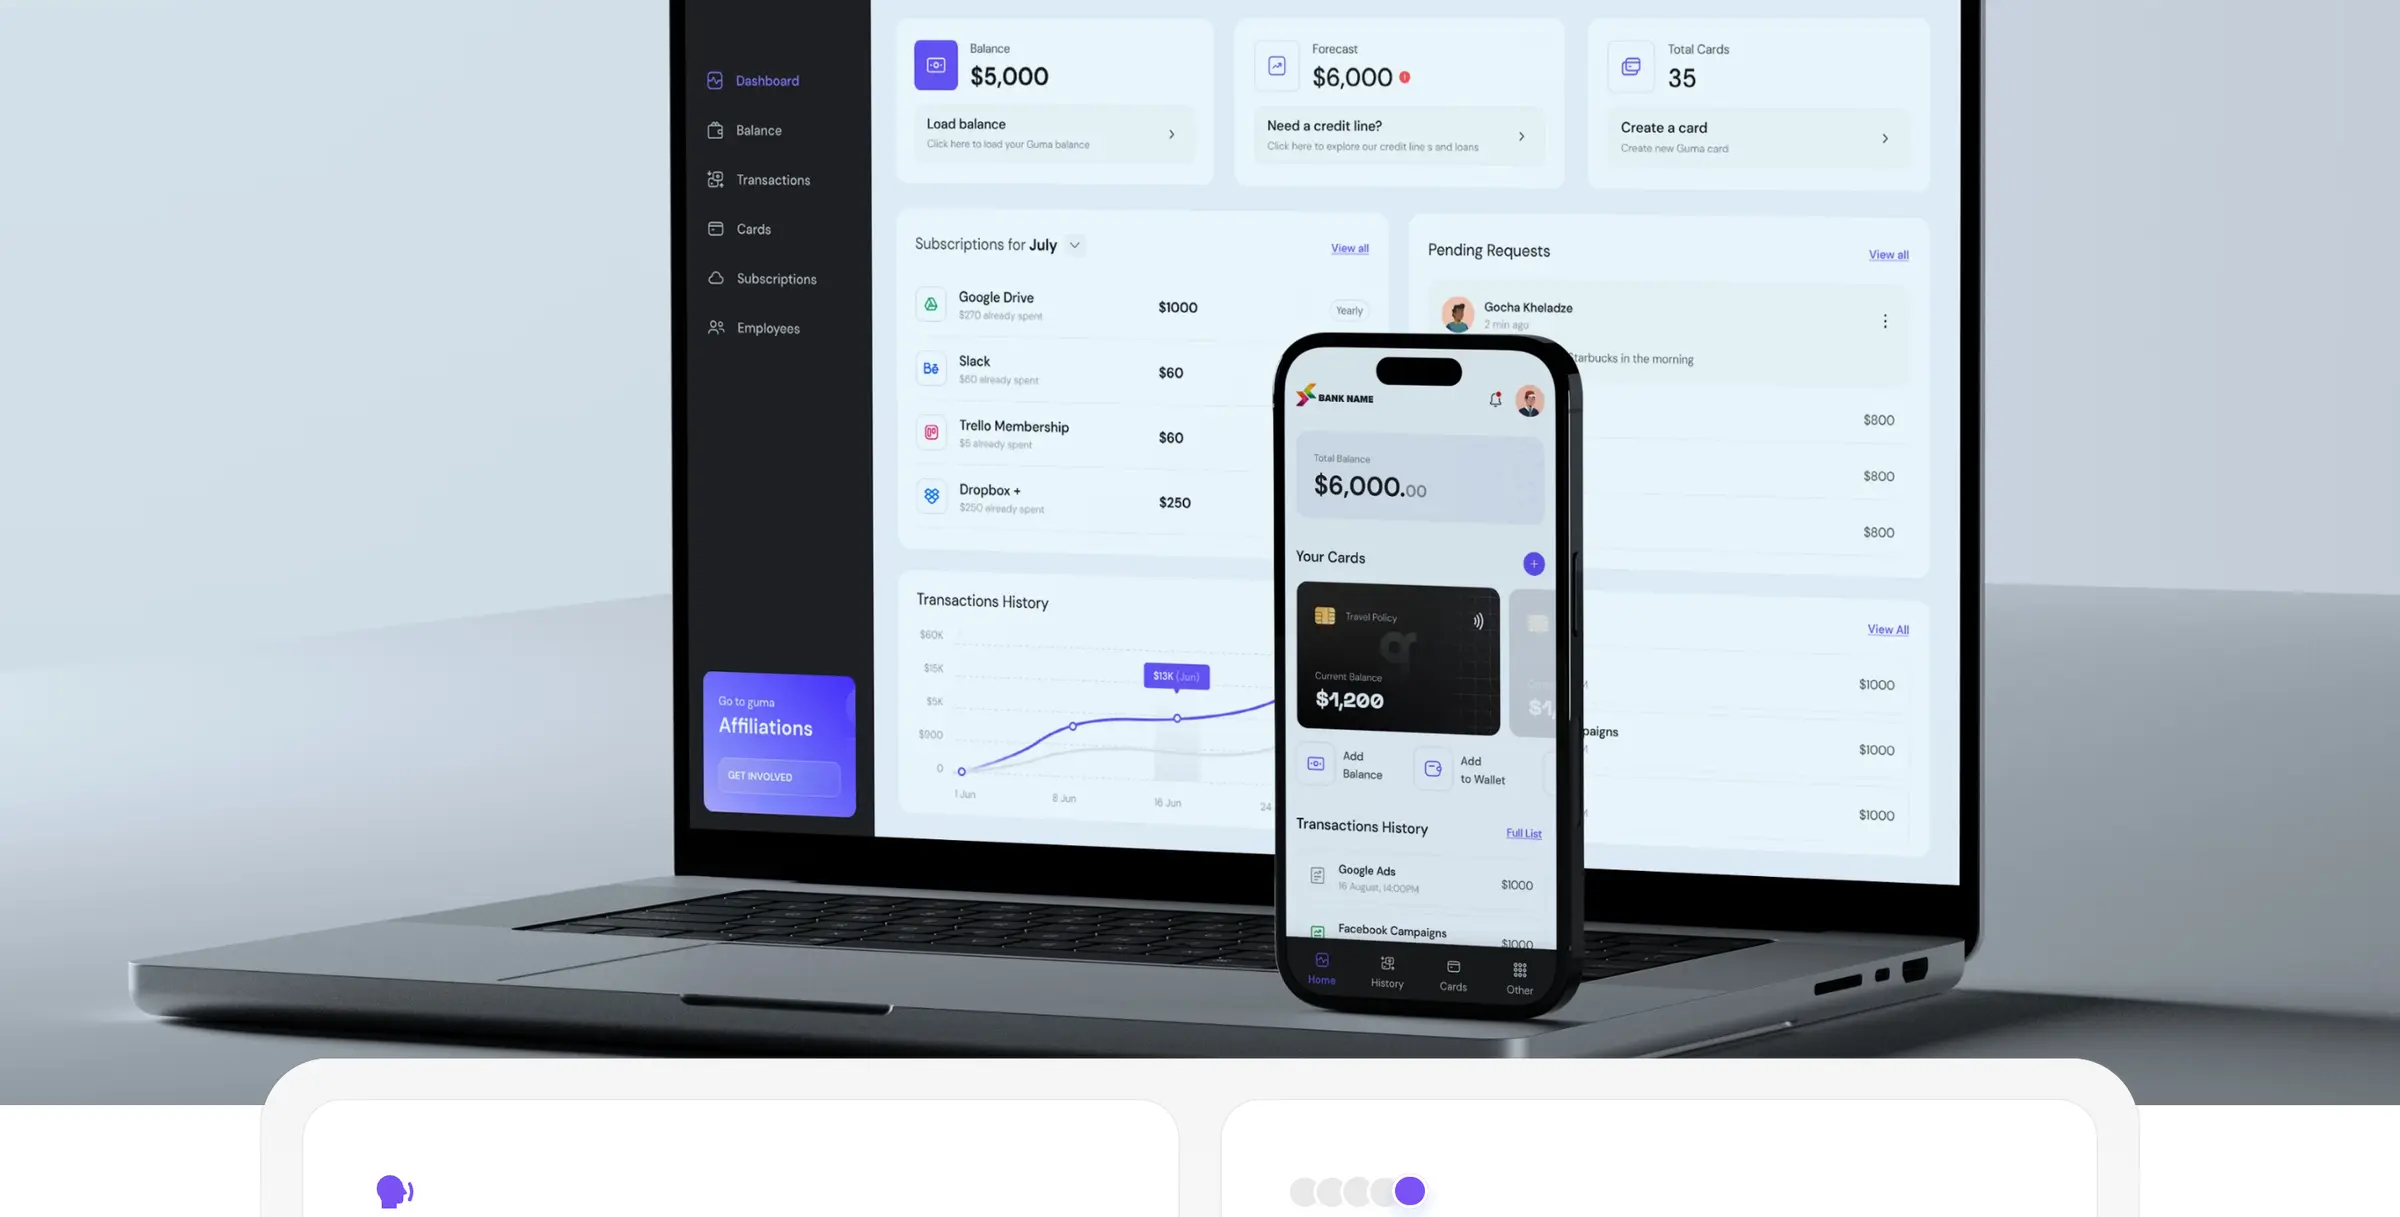 Dashboard
Balance
Transactions
Cards
Subscriptions
Employees
Go to guma
Affiliations
GET INVOLVED
Balance
$5,000
Load balance
Click here to load your Guma balance
Forecast
$6,000
Need a credit line?
Click here to explore our credit line s and loans
Total Cards
35
Create a card
Create new Guma card
Subscriptions for July
View all
Google Drive
$270 already spent
$1000
Yearly
Slack
$60 already spent
$60
Trello Membership
$5 already spent
$60
Dropbox +
$250 already spent
$250
Pending Requests
View all
Gocha Kheladze
2 min ago
Starbucks in the morning
$800
$800
$800
Transactions History
$60K
$15K
$5K
$900
0
$13K (Jun)
1 Jun
8 Jun
16 Jun
24
View All
M
$1000
paigns
M
$1000
M
$1000
BANK NAME
Total Balance
$6,000.00
Your Cards
+
Travel Policy
Current Balance
$1,200
$1,
Add
Balance
Add
to Wallet
Transactions History
Full List
Google Ads
16 August, 14:00PM
$1000
Facebook Campaigns
$1000
Home
History
Cards
Other